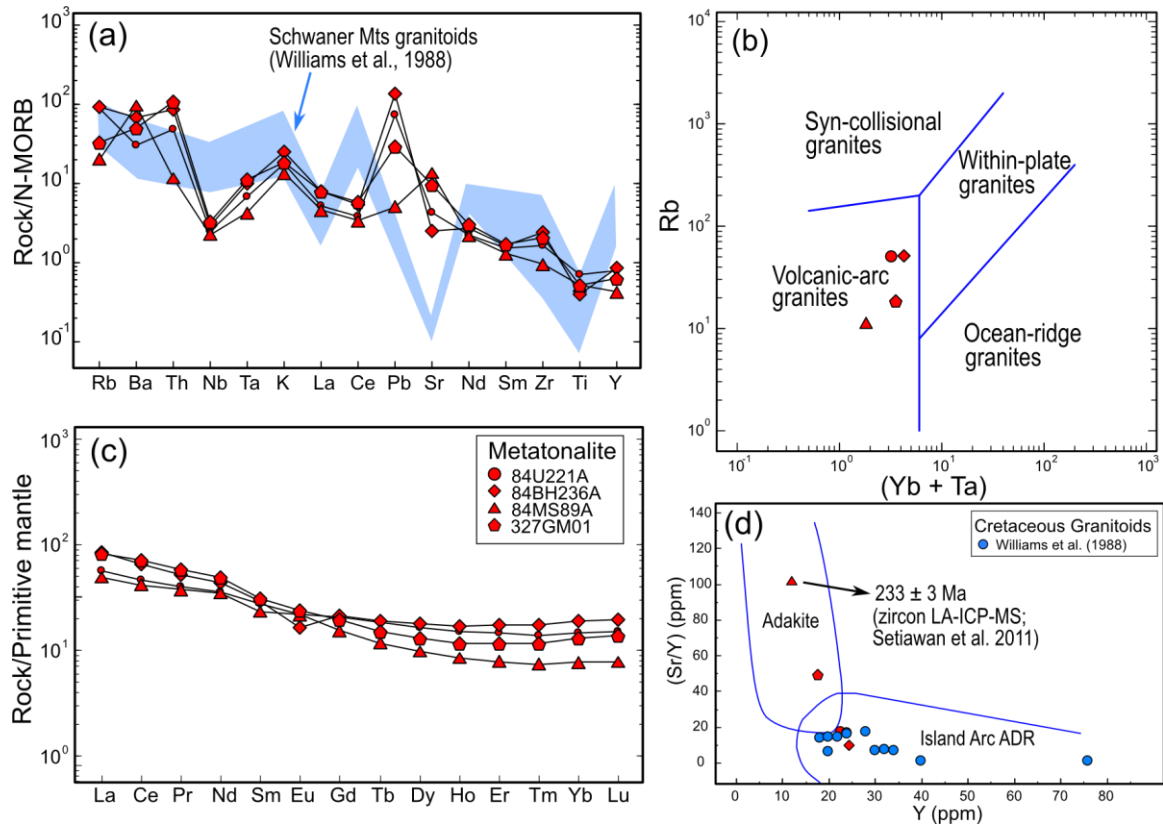 (a)
Schwaner Mts granitoids
(Williams et al., 1988)
Rock/N-MORB
10³
10²
10¹
10⁰
10⁻¹
Rb Ba Th Nb Ta K La Ce Pb Sr Nd Sm Zr Ti Y
(b)
Syn-collisional
granites
Within-plate
granites
Volcanic-arc
granites
Ocean-ridge
granites
Rb
10³
10²
10¹
10⁰
10⁻¹ 10⁰ 10¹ 10² 10³
(Yb + Ta)
(c)
Metatonalite
84U221A
84BH236A
84MS89A
327GM01
Rock/Primitive mantle
10³
10²
10¹
10⁰
La Ce Pr Nd Sm Eu Gd Tb Dy Ho Er Tm Yb Lu
(d)
Cretaceous Granitoids
Williams et al. (1988)
233 ± 3 Ma
(zircon LA-ICP-MS;
Setiawan et al. 2011)
Adakite
Island Arc ADR
(Sr/Y) (ppm)
140
120
100
80
60
40
20
0
0 10 20 30 40 50 60 70 80
Y (ppm)